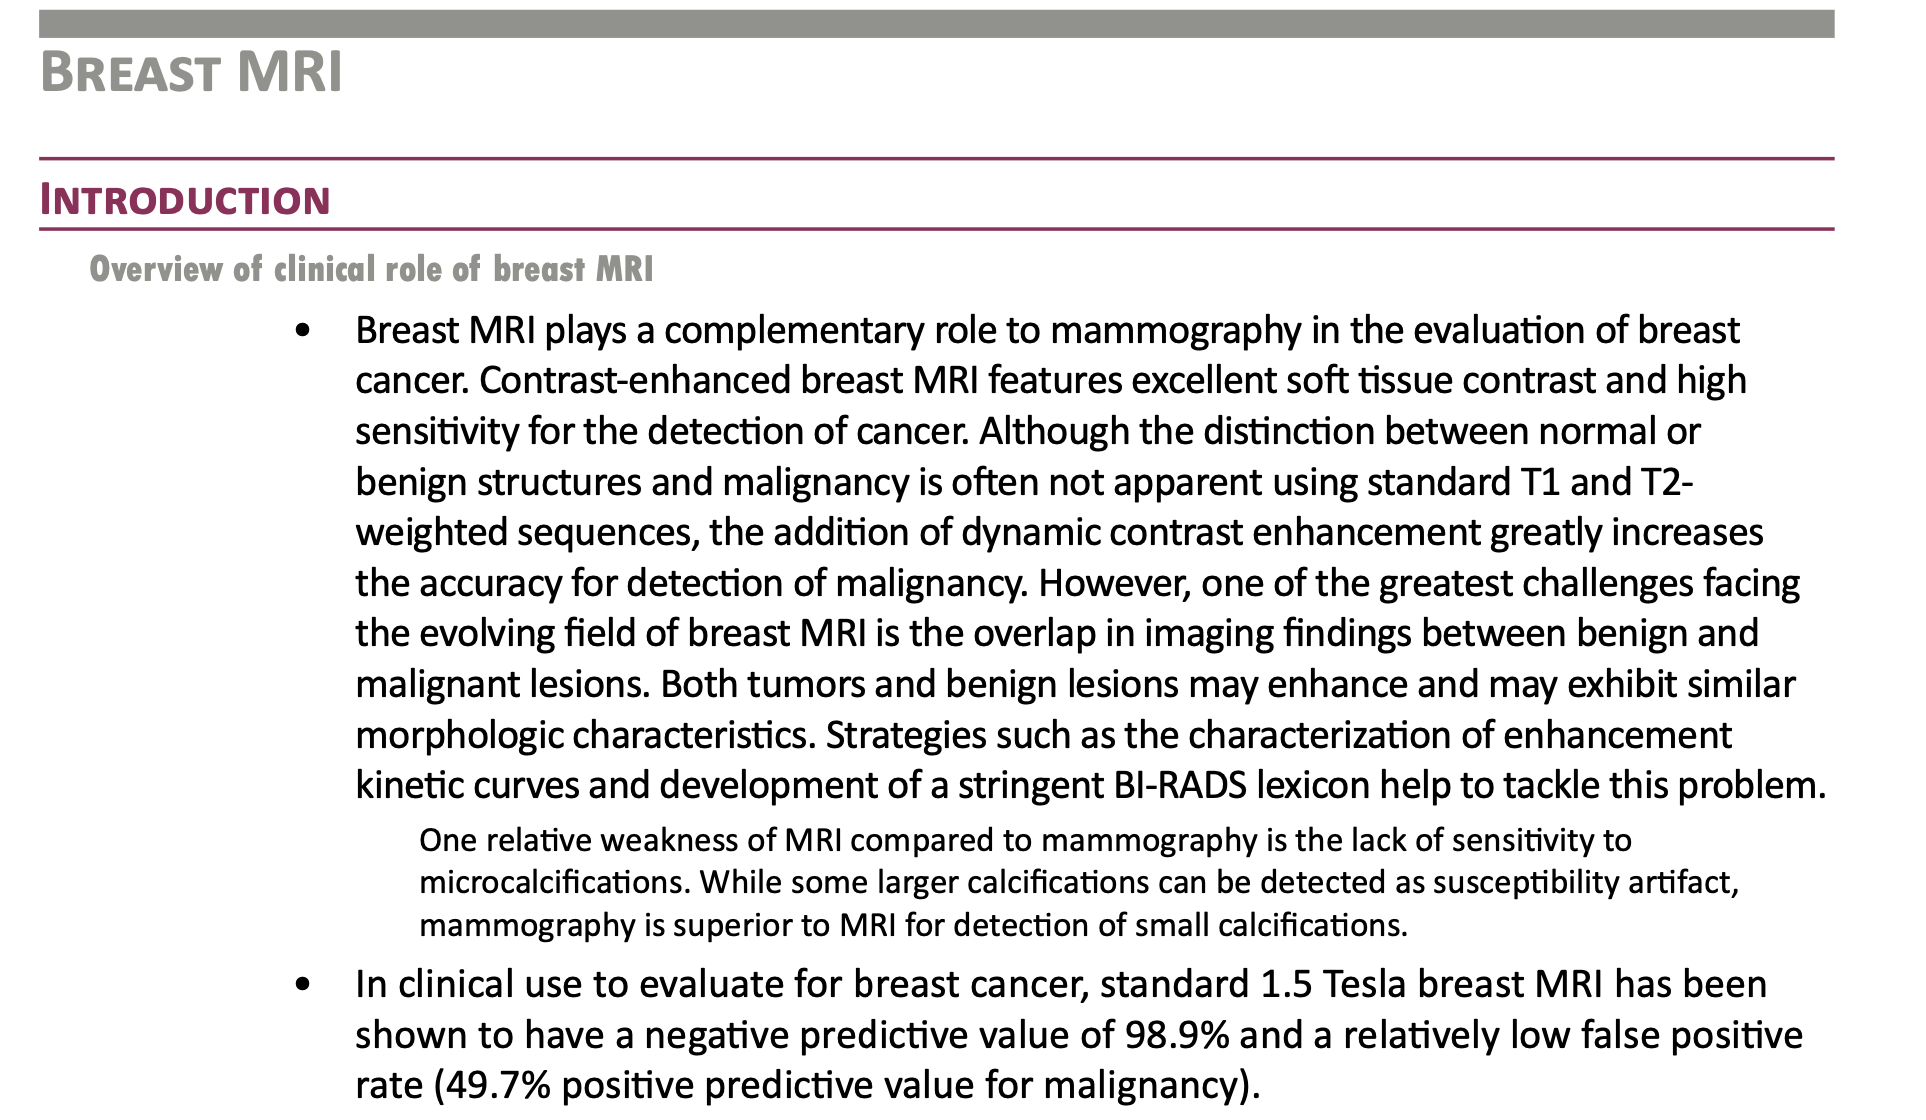 BREAST MRI
INTRODUCTION
Overview of clinical role of breast MRI
• Breast MRI plays a complementary role to mammography in the evaluation of breast
cancer. Contrast-enhanced breast MRI features excellent soft tissue contrast and high
sensitivity for the detection of cancer. Although the distinction between normal or
benign structures and malignancy is often not apparent using standard T1 and T2-
weighted sequences, the addition of dynamic contrast enhancement greatly increases
the accuracy for detection of malignancy. However, one of the greatest challenges facing
the evolving field of breast MRI is the overlap in imaging findings between benign and
malignant lesions. Both tumors and benign lesions may enhance and may exhibit similar
morphologic characteristics. Strategies such as the characterization of enhancement
kinetic curves and development of a stringent BI-RADS lexicon help to tackle this problem.
One relative weakness of MRI compared to mammography is the lack of sensitivity to
microcalcifications. While some larger calcifications can be detected as susceptibility artifact,
mammography is superior to MRI for detection of small calcifications.
• In clinical use to evaluate for breast cancer, standard 1.5 Tesla breast MRI has been
shown to have a negative predictive value of 98.9% and a relatively low false positive
rate (49.7% positive predictive value for malignancy).